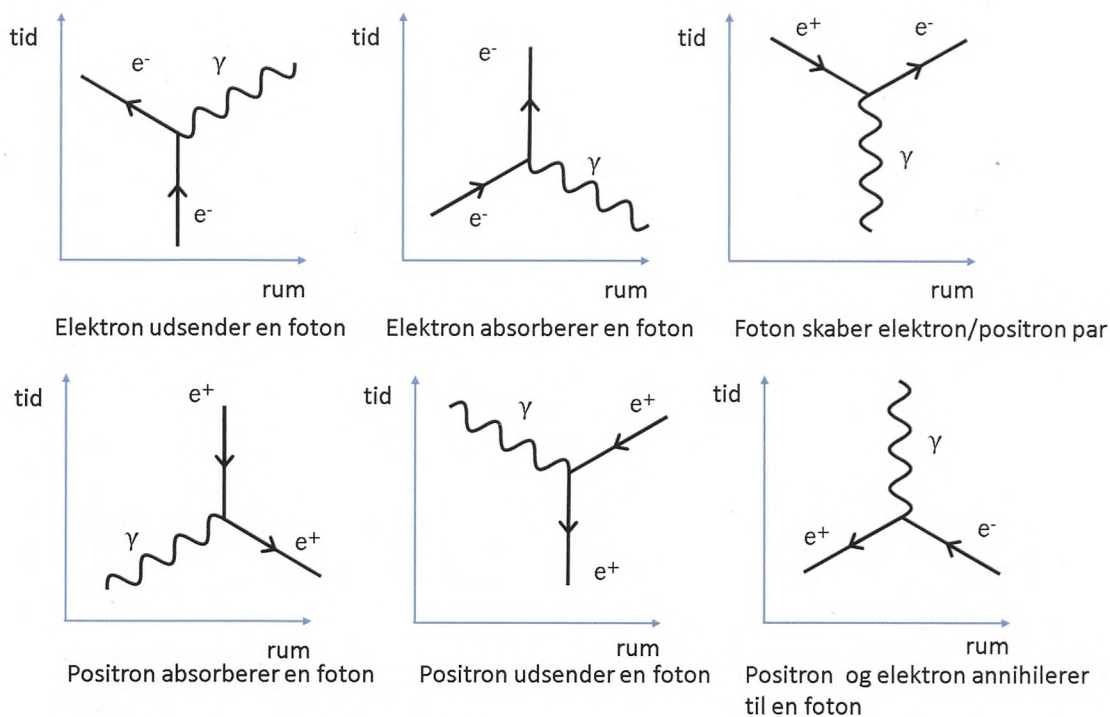 tid
e-
γ
e-
rum
Elektron udsender en foton
tid
e-
γ
e-
rum
Elektron absorberer en foton
tid
e+
e-
γ
rum
Foton skaber elektron/positron par
tid
e+
γ
e+
rum
Positron absorberer en foton
tid
γ
e+
e+
rum
Positron udsender en foton
tid
γ
e+
e-
rum
Positron og elektron annihilerer
til en foton